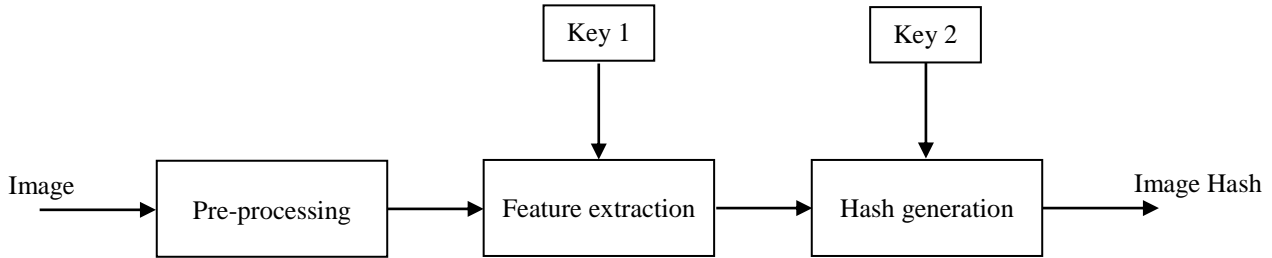 Key 1
Key 2
Image
Pre-processing
Feature extraction
Hash generation
Image Hash